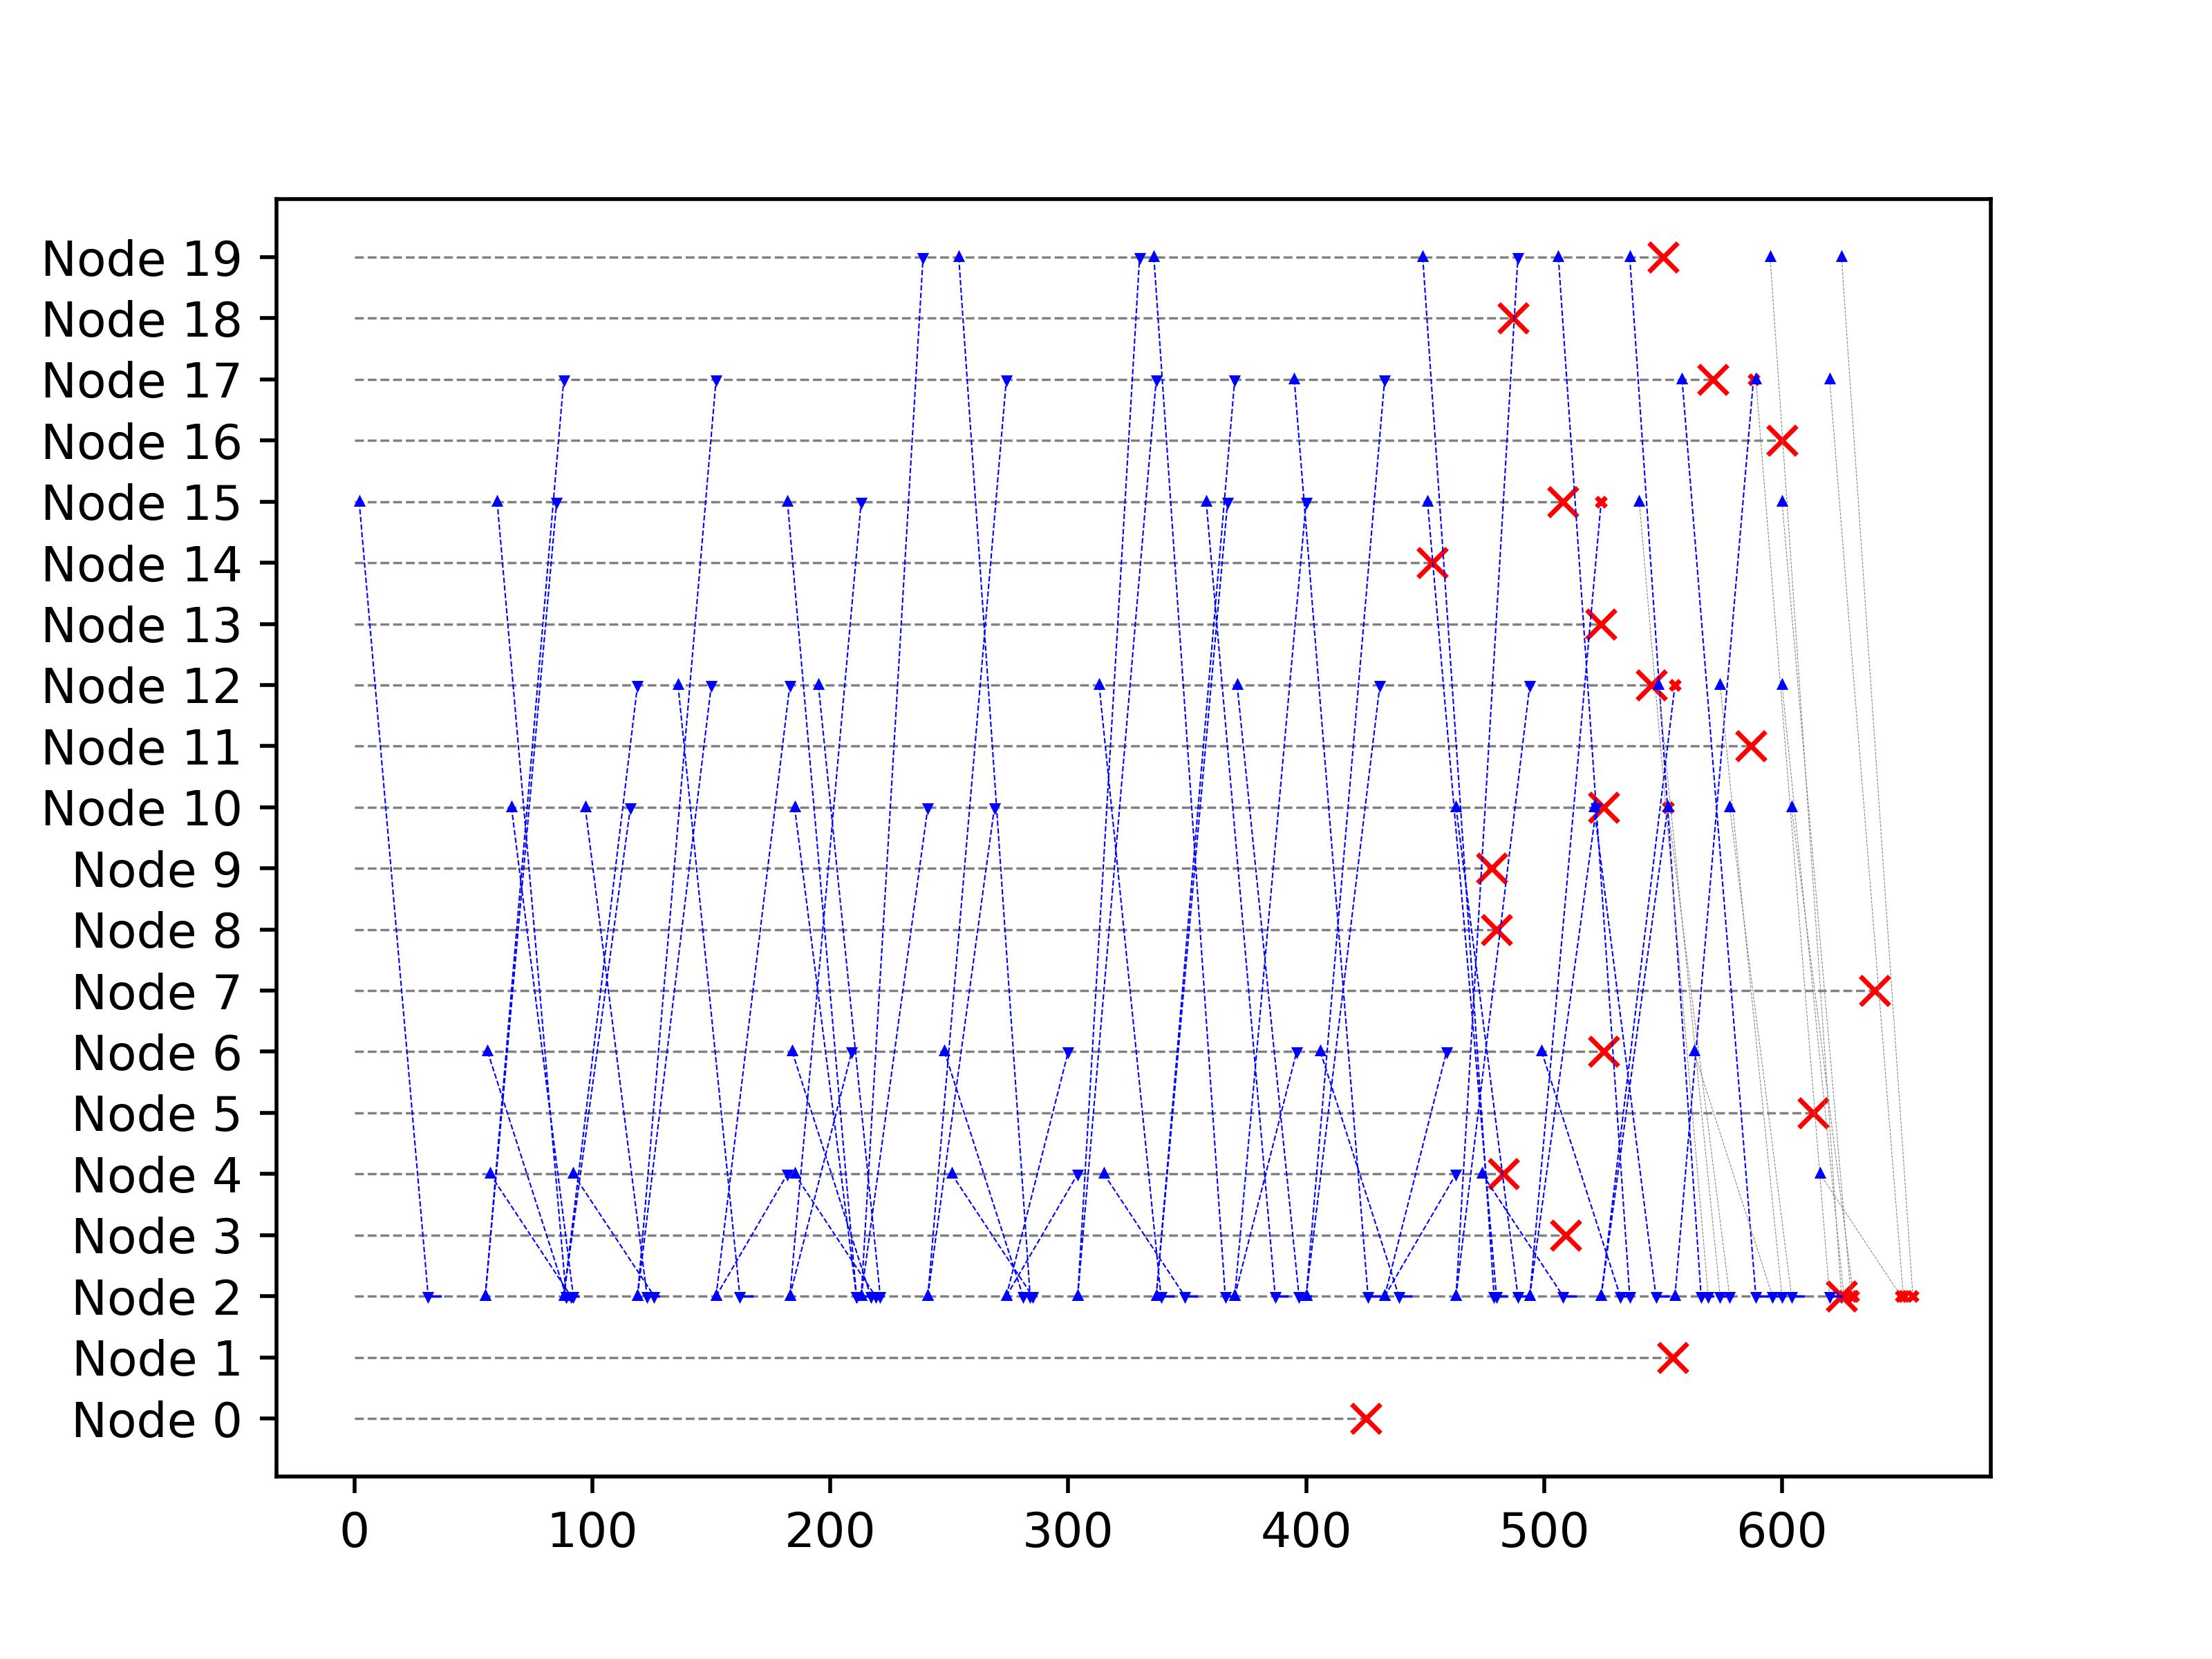 Node 19
Node 18
Node 17
Node 16
Node 15
Node 14
Node 13
Node 12
Node 11
Node 10
Node 9
Node 8
Node 7
Node 6
Node 5
Node 4
Node 3
Node 2
Node 1
Node 0
0 100 200 300 400 500 600